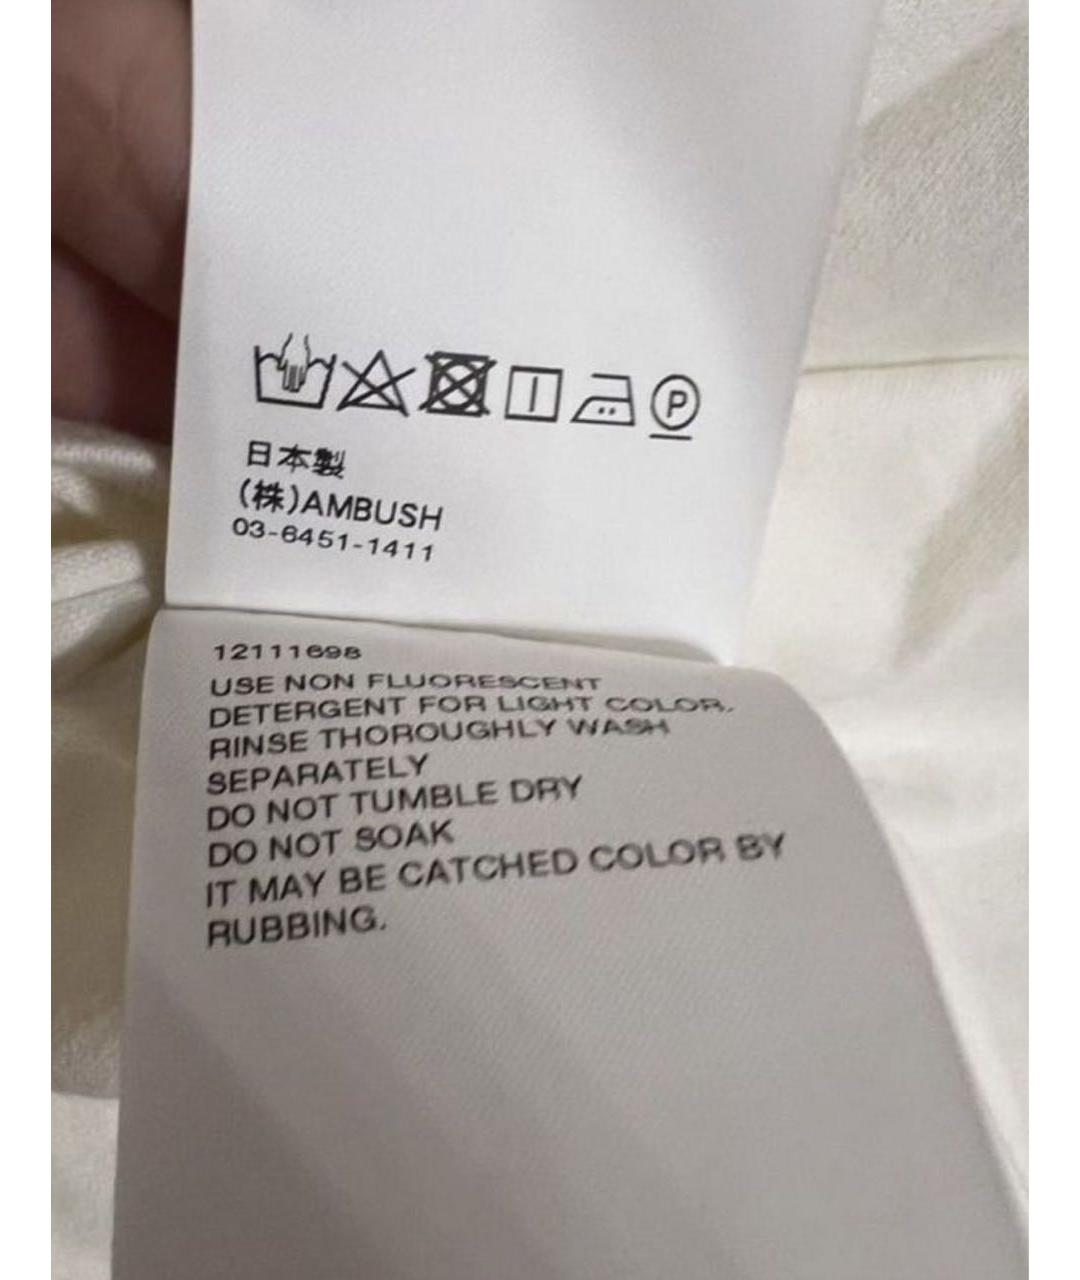 P
日本製
(株)AMBUSH
03-6451-1411
12111698
USE NON FLUORESCENT
DETERGENT FOR LIGHT COLOR.
RINSE THOROUGHLY WASH
SEPARATELY
DO NOT TUMBLE DRY
DO NOT SOAK
IT MAY BE CATCHED COLOR BY
RUBBING.